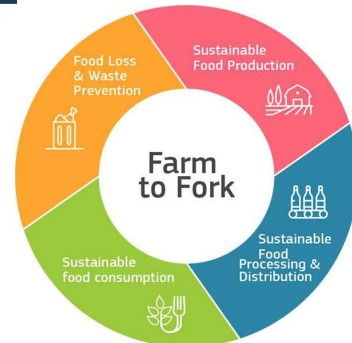 Food Loss
& Waste
Prevention
Sustainable
Food Production
Farm
to Fork
Sustainable
Food
Processing &
Distribution
Sustainable
food consumption